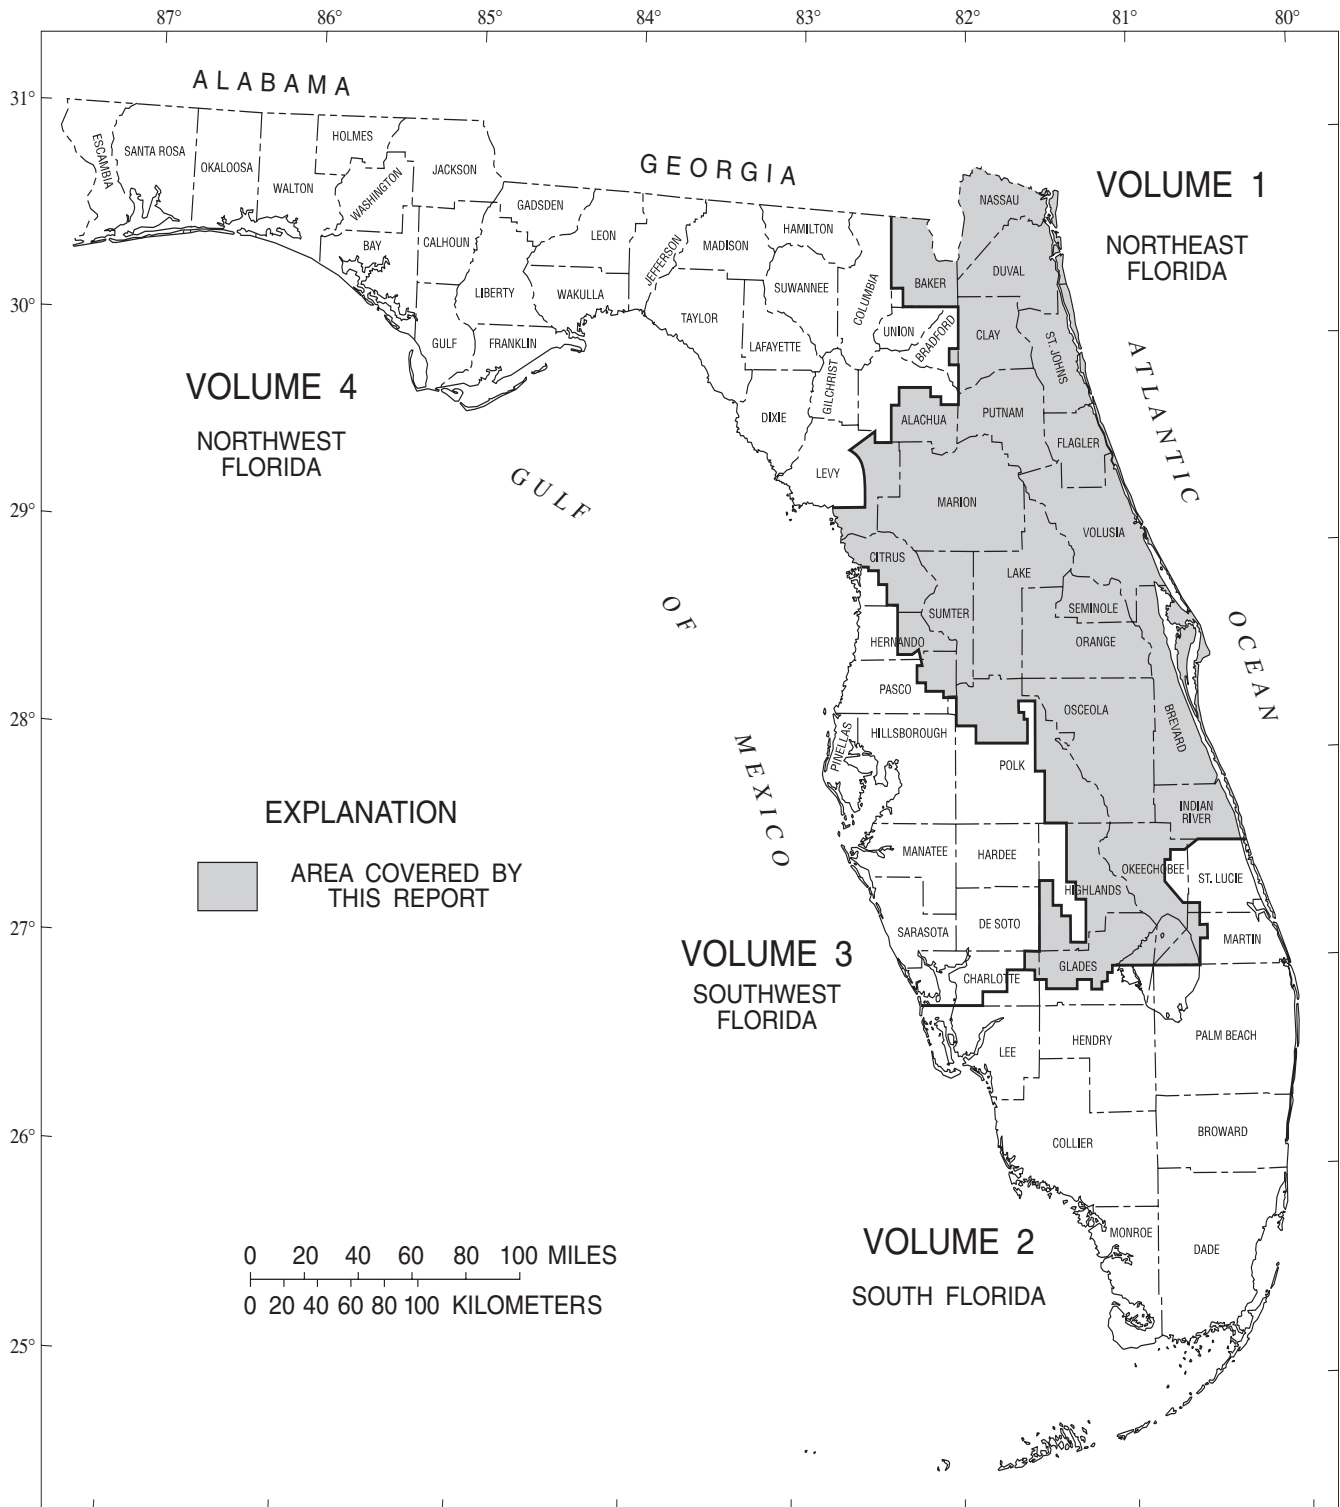 87° 86° 85° 84° 83° 82° 81° 80°
31°
30°
29°
28°
27°
26°
25°
ALABAMA
GEORGIA
ESCAMBIA
SANTA ROSA
OKALOOSA
WALTON
HOLMES
WASHINGTON
JACKSON
BAY
CALHOUN
GULF
GADSDEN
LIBERTY
FRANKLIN
LEON
WAKULLA
JEFFERSON
MADISON
TAYLOR
HAMILTON
SUWANNEE
LAFAYETTE
DIXIE
COLUMBIA
GILCHRIST
LEVY
UNION
BRADFORD
BAKER
NASSAU
DUVAL
CLAY
ST. JOHNS
ALACHUA
PUTNAM
FLAGLER
MARION
VOLUSIA
CITRUS
LAKE
SUMTER
SEMINOLE
HERNANDO
ORANGE
PASCO
OSCEOLA
BREVARD
HILLSBOROUGH
PINELLAS
POLK
INDIAN
RIVER
MANATEE
HARDEE
OKEECHOBEE
HIGHLANDS
ST. LUCIE
SARASOTA
DE SOTO
MARTIN
GLADES
CHARLOTTE
LEE
HENDRY
PALM BEACH
COLLIER
BROWARD
MONROE
DADE
VOLUME 1
NORTHEAST
FLORIDA
VOLUME 4
NORTHWEST
FLORIDA
GULF
OF
MEXICO
ATLANTIC
OCEAN
EXPLANATION
AREA COVERED BY
THIS REPORT
VOLUME 3
SOUTHWEST
FLORIDA
VOLUME 2
SOUTH FLORIDA
0 20 40 60 80 100 MILES
0 20 40 60 80 100 KILOMETERS